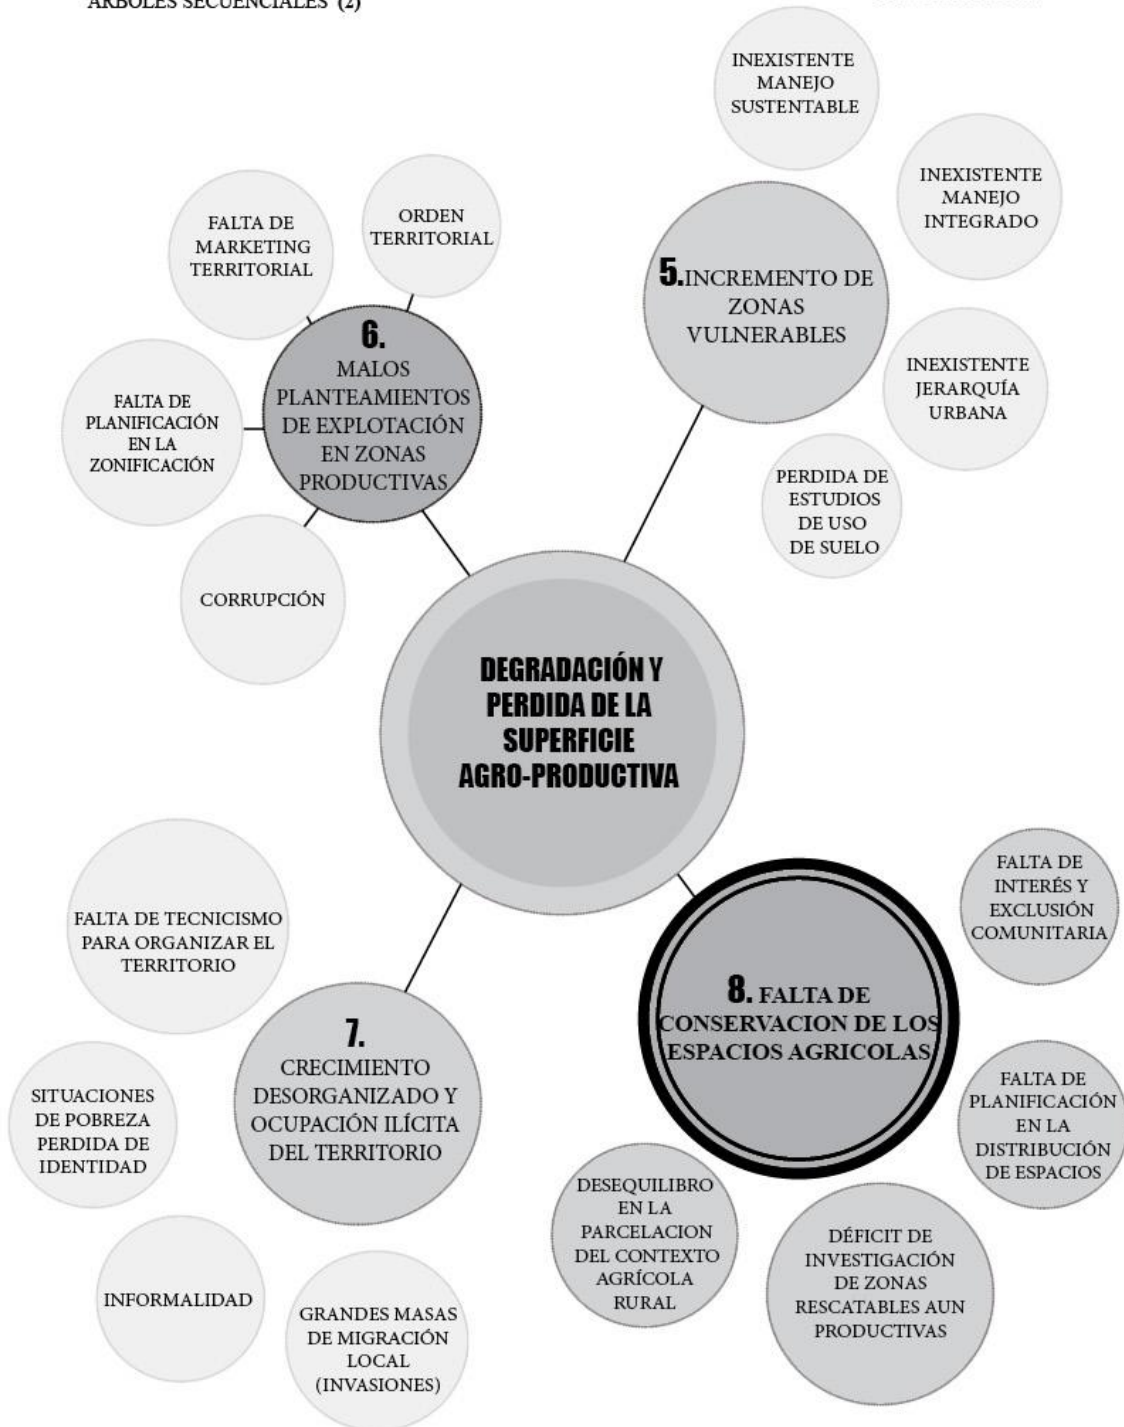 ÁRBOLES SECUENCIALES (2)
INEXISTENTE
MANEJO
SUSTENTABLE
INEXISTENTE
MANEJO
INTEGRADO
5.INCREMENTO DE
ZONAS
VULNERABLES
INEXISTENTE
JERARQUÍA
URBANA
PERDIDA DE
ESTUDIOS
DE USO
DE SUELO
ORDEN
TERRITORIAL
FALTA DE
MARKETING
TERRITORIAL
6.
MALOS
PLANTEAMIENTOS
DE EXPLOTACIÓN
EN ZONAS
PRODUCTIVAS
FALTA DE
PLANIFICACIÓN
EN LA
ZONIFICACIÓN
CORRUPCIÓN
DEGRADACIÓN Y
PERDIDA DE LA
SUPERFICIE
AGRO-PRODUCTIVA
FALTA DE TECNICISMO
PARA ORGANIZAR EL
TERRITORIO
7.
CRECIMIENTO
DESORGANIZADO Y
OCUPACIÓN ILÍCITA
DEL TERRITORIO
SITUACIONES
DE POBREZA
PERDIDA DE
IDENTIDAD
INFORMALIDAD
GRANDES MASAS
DE MIGRACIÓN
LOCAL
(INVASIONES)
FALTA DE
INTERÉS Y
EXCLUSIÓN
COMUNITARIA
8. FALTA DE
CONSERVACION DE LOS
ESPACIOS AGRICOLAS
FALTA DE
PLANIFICACIÓN
EN LA
DISTRIBUCIÓN
DE ESPACIOS
DESEQUILIBRO
EN LA
PARCELACION
DEL CONTEXTO
AGRÍCOLA
RURAL
DÉFICIT DE
INVESTIGACIÓN
DE ZONAS
RESCATABLES AUN
PRODUCTIVAS